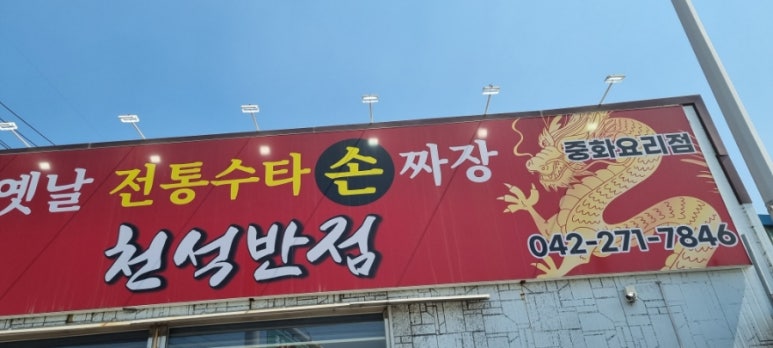 옛날 전통수타 손 짜장
천석반점
중화요리점
042-271-7846